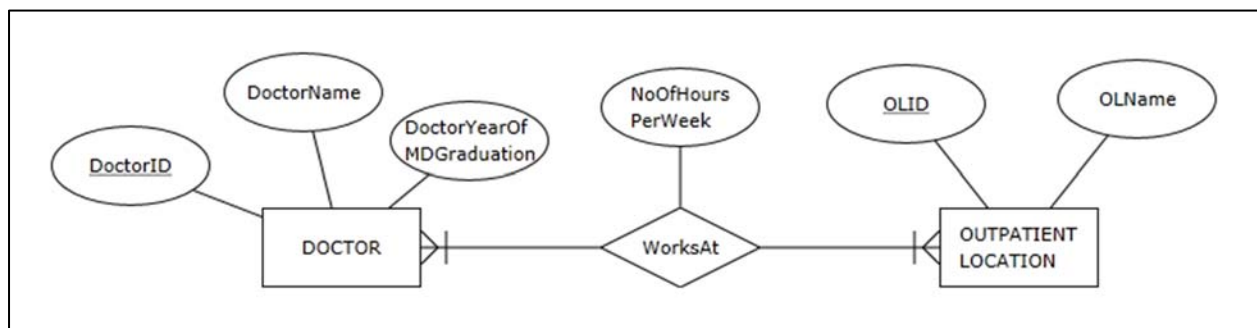 DoctorName
NoOfHours
PerWeek
OLID
OLName
DoctorYearOf
MDGraduation
DoctorID
DOCTOR
WorksAt
OUTPATIENT
LOCATION